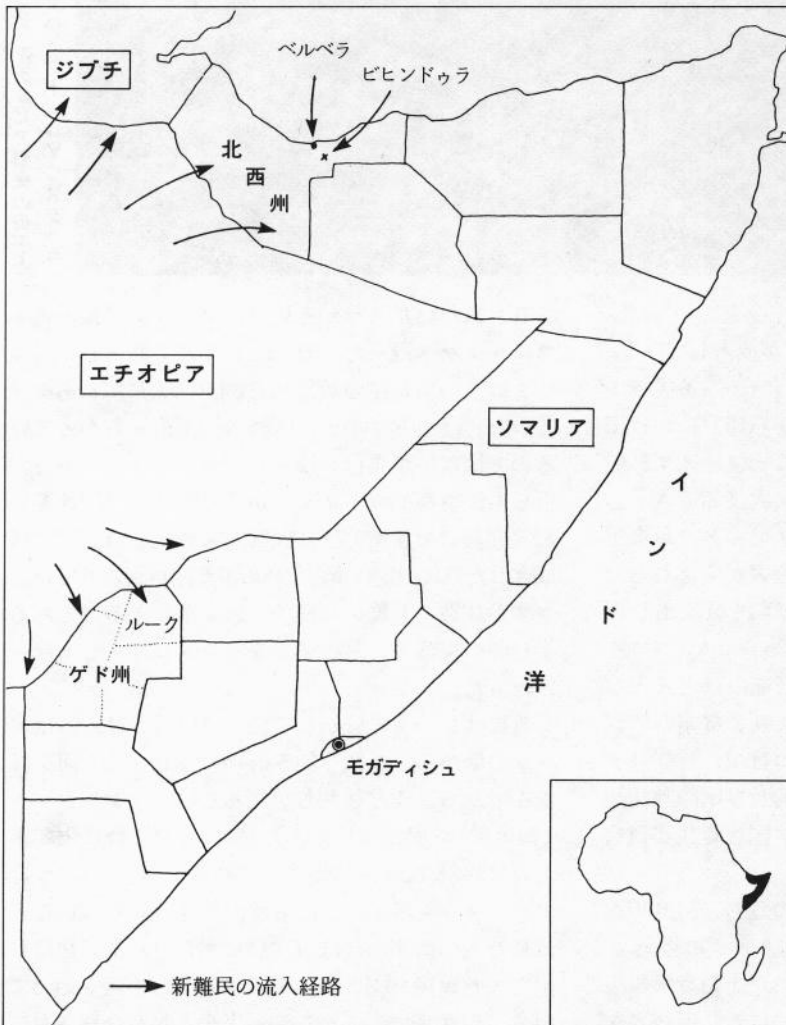 ベルベラ
ジブチ
ビヒンドゥラ
北西州
エチオピア
ソマリア
インド洋
ルーク
ゲド州
モガディシュ
新難民の流入経路